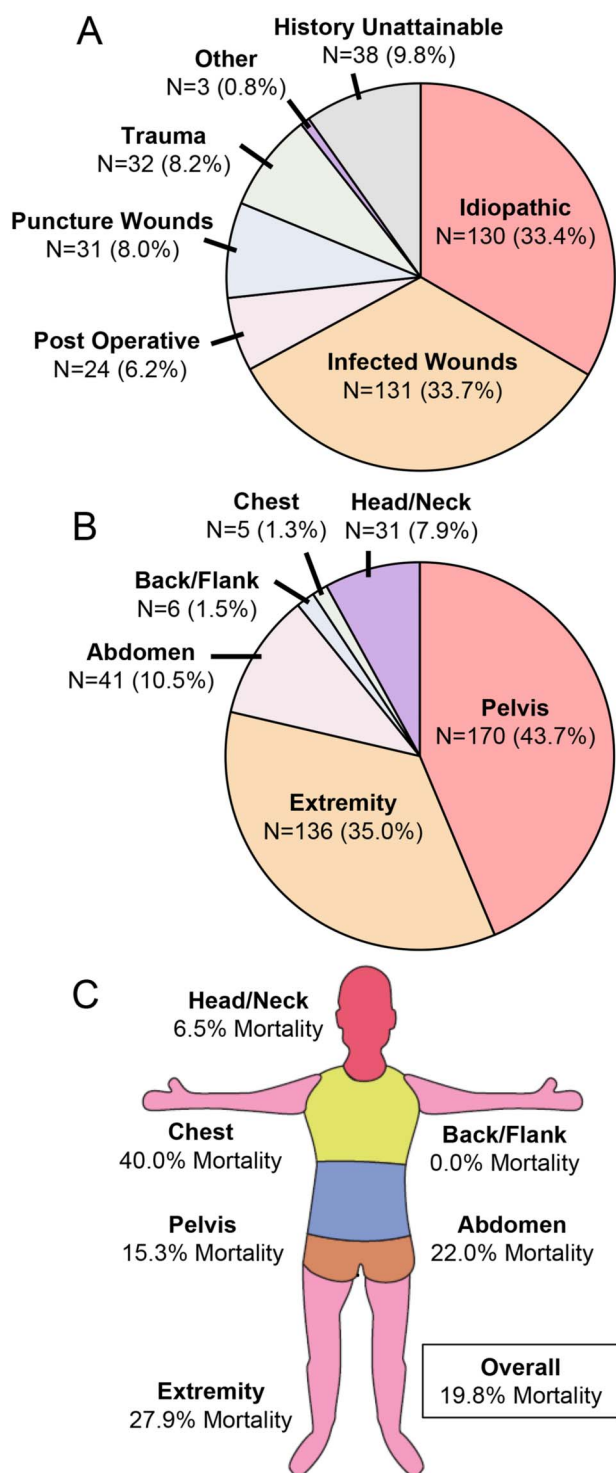 A
History Unattainable
N=38 (9.8%)
Other
N=3 (0.8%)
Trauma
N=32 (8.2%)
Idiopathic
N=130 (33.4%)
Puncture Wounds
N=31 (8.0%)
Post Operative
N=24 (6.2%)
Infected Wounds
N=131 (33.7%)
B
Chest
N=5 (1.3%)
Head/Neck
N=31 (7.9%)
Back/Flank
N=6 (1.5%)
Abdomen
N=41 (10.5%)
Pelvis
N=170 (43.7%)
Extremity
N=136 (35.0%)
C
Head/Neck
6.5% Mortality
Chest
40.0% Mortality
Back/Flank
0.0% Mortality
Pelvis
15.3% Mortality
Abdomen
22.0% Mortality
Extremity
27.9% Mortality
Overall
19.8% Mortality